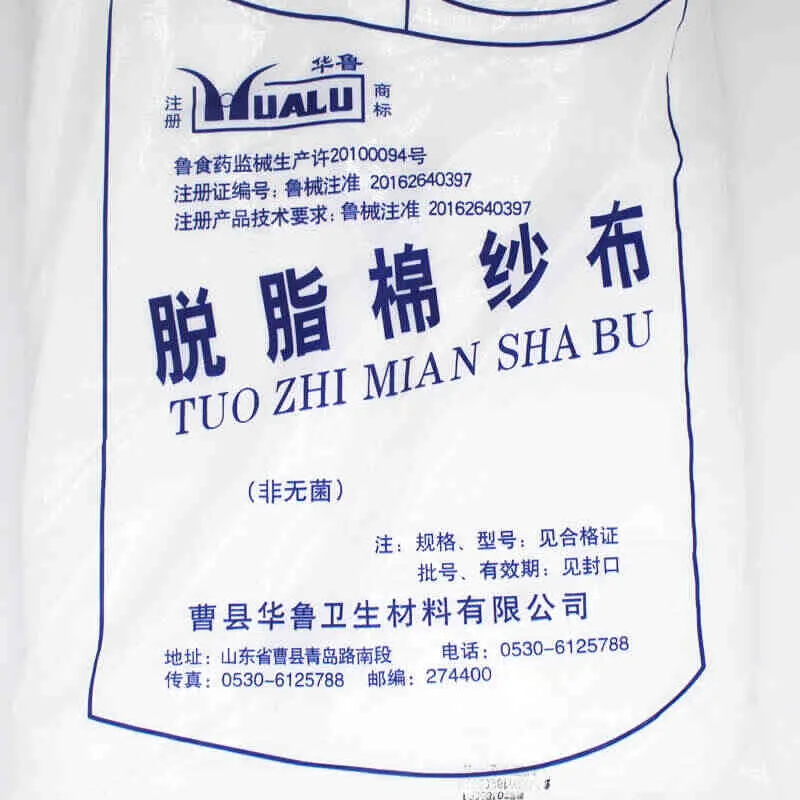 华鲁
注册 HUALU 商标
鲁食药监械生产许20100094号
注册证编号：鲁械注准 20162640397
注册产品技术要求：鲁械注准 20162640397
脱脂棉纱布
TUO ZHI MIAN SHA BU
（非无菌）
注：规格、型号：见合格证
批号、有效期：见封口
曹县华鲁卫生材料有限公司
地址：山东省曹县青岛路南段 电话：0530-6125788
传真：0530-6125788 邮编：274400